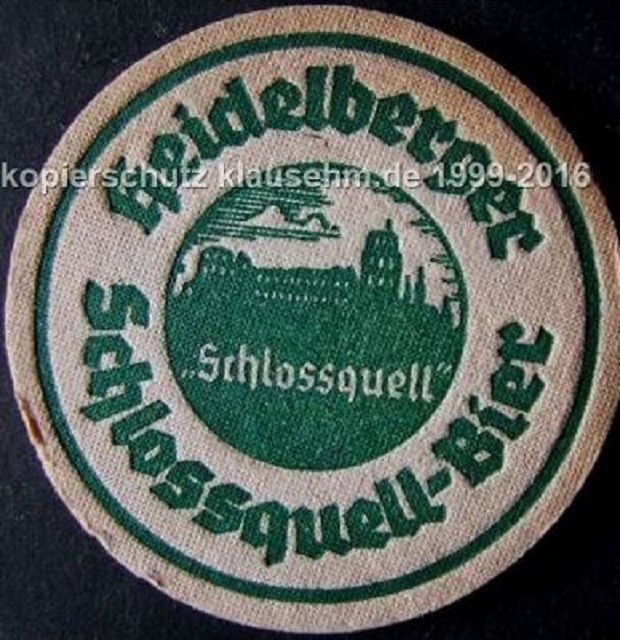 Heidelberger
kopierschutz klausehm.de 1999-2016
„Schlossquell“
Schlossquell-Bier